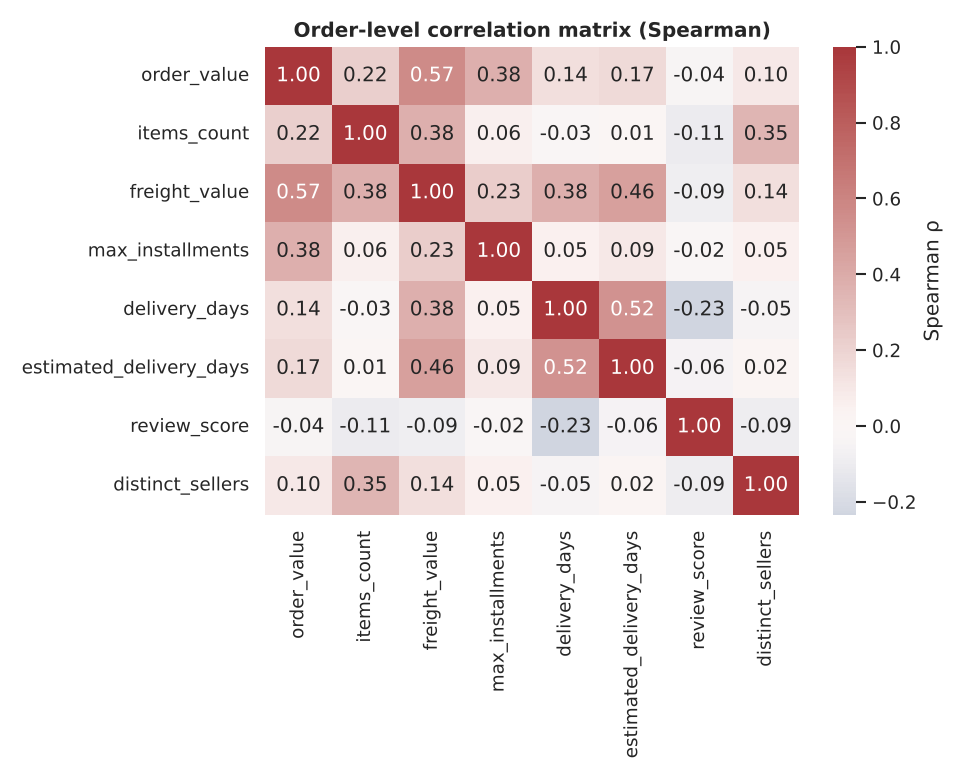 Order-level correlation matrix (Spearman)
order_value 1.00 0.22 0.57 0.38 0.14 0.17 -0.04 0.10
items_count 0.22 1.00 0.38 0.06 -0.03 0.01 -0.11 0.35
freight_value 0.57 0.38 1.00 0.23 0.38 0.46 -0.09 0.14
max_installments 0.38 0.06 0.23 1.00 0.05 0.09 -0.02 0.05
delivery_days 0.14 -0.03 0.38 0.05 1.00 0.52 -0.23 -0.05
estimated_delivery_days 0.17 0.01 0.46 0.09 0.52 1.00 -0.06 0.02
review_score -0.04 -0.11 -0.09 -0.02 -0.23 -0.06 1.00 -0.09
distinct_sellers 0.10 0.35 0.14 0.05 -0.05 0.02 -0.09 1.00
order_value
items_count
freight_value
max_installments
delivery_days
estimated_delivery_days
review_score
distinct_sellers
1.0
0.8
0.6
0.4
0.2
0.0
−0.2
Spearman ρ